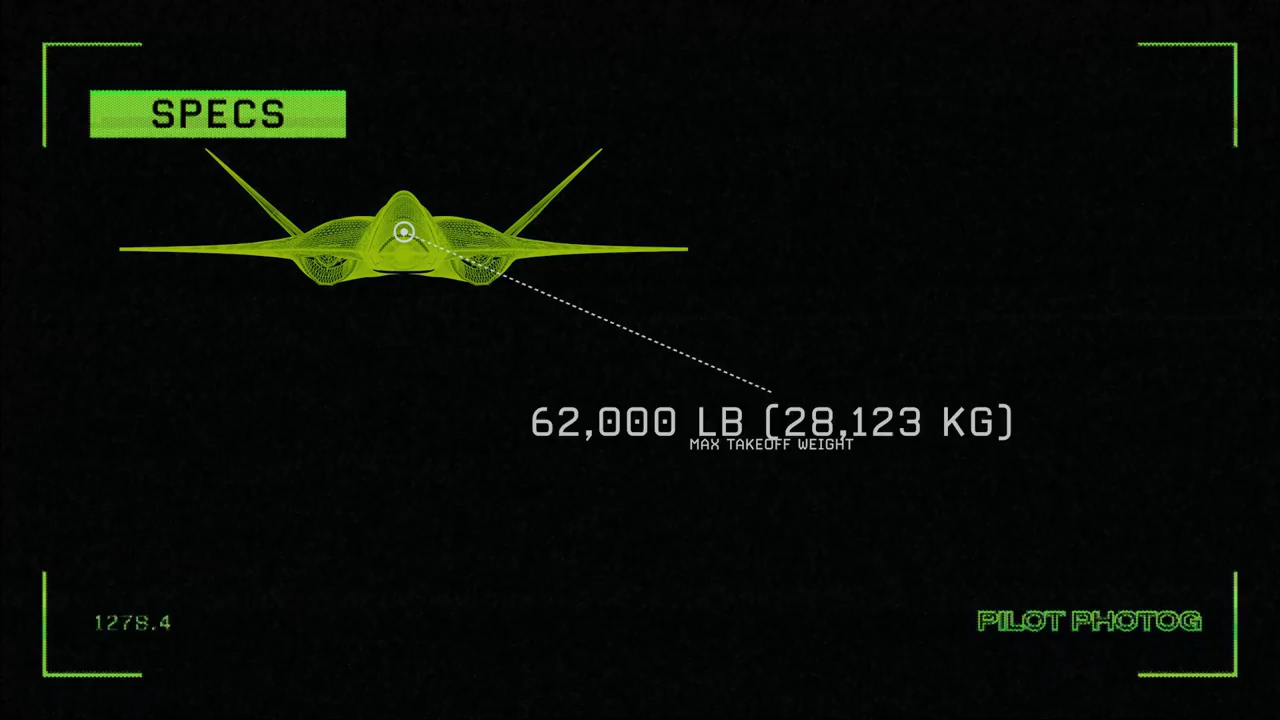 SPECS
62,000 LB (28,123 KG)
MAX TAKEOFF WEIGHT
1278.4
PILOT PHOTOG